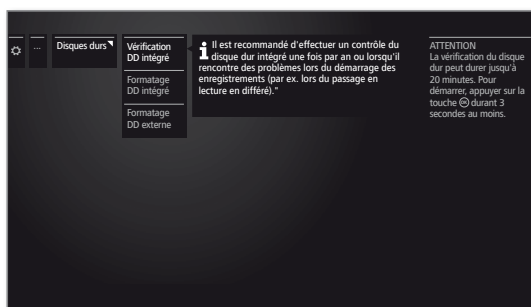 ...
Disques durs
Vérification
DD intégré
Formatage
DD intégré
Formatage
DD externe
i Il est recommandé d'effectuer un contrôle du
disque dur intégré une fois par an ou lorsqu'il
rencontre des problèmes lors du démarrage des
enregistrements (par ex. lors du passage en
lecture en différé)."
ATTENTION
La vérification du disque
dur peut durer jusqu'à
20 minutes. Pour
démarrer, appuyer sur la
touche OK durant 3
secondes au moins.